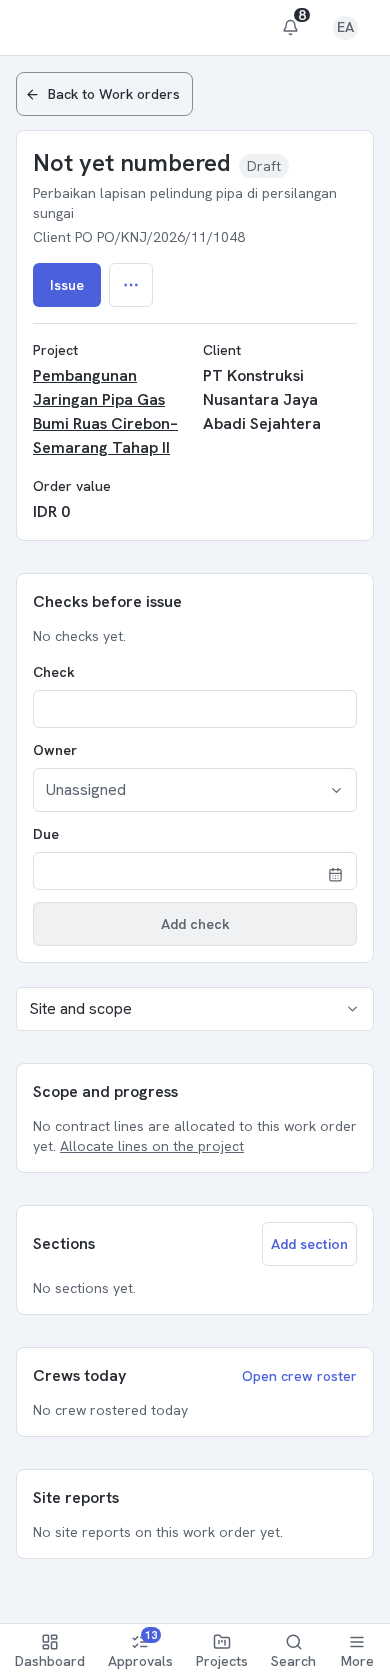 8
EA
Back to Work orders
Not yet numbered Draft
Perbaikan lapisan pelindung pipa di persilangan
sungai
Client PO PO/KNJ/2026/11/1048
Issue
Project
Pembangunan
Jaringan Pipa Gas
Bumi Ruas Cirebon–
Semarang Tahap II
Client
PT Konstruksi
Nusantara Jaya
Abadi Sejahtera
Order value
IDR 0
Checks before issue
No checks yet.
Check
Owner
Unassigned
Due
Add check
Site and scope
Scope and progress
No contract lines are allocated to this work order
yet. Allocate lines on the project
Sections
Add section
No sections yet.
Crews today
Open crew roster
No crew rostered today
Site reports
No site reports on this work order yet.
13
Dashboard
Approvals
Projects
Search
More